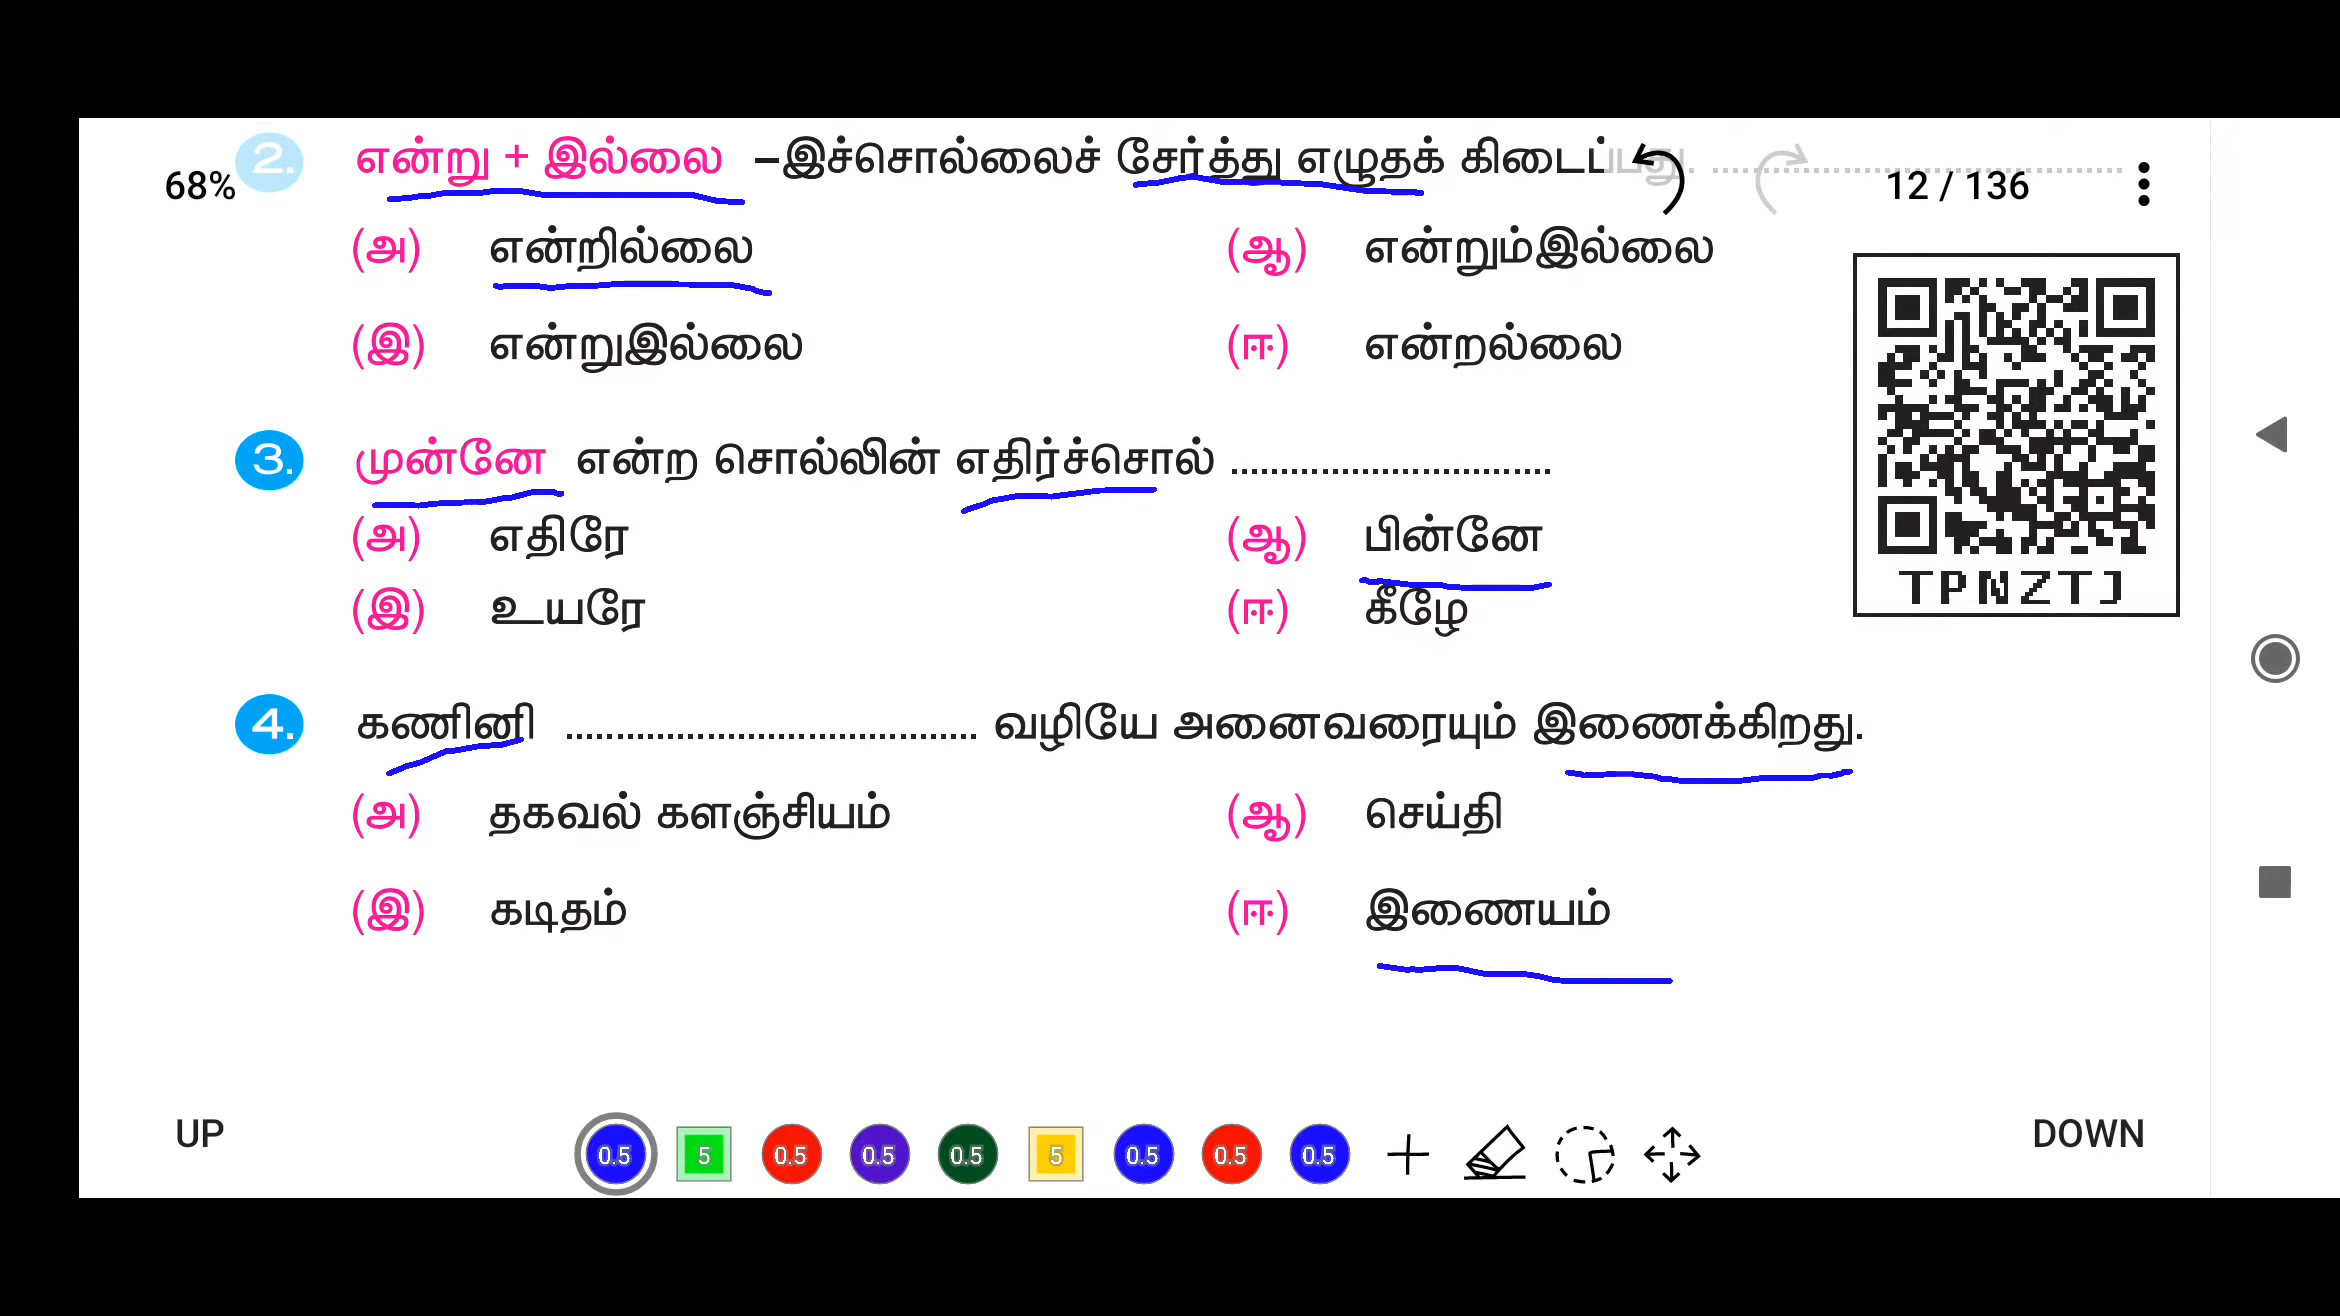 68%
2. என்று + இல்லை –இச்சொல்லைச் சேர்த்து எழுதக் கிடைப்பது. ........................................
12 / 136
(அ) என்றில்லை (ஆ) என்றும்இல்லை
(இ) என்றுஇல்லை (ஈ) என்றல்லை
3. முன்னே என்ற சொல்லின் எதிர்ச்சொல் ................................
(அ) எதிரே (ஆ) பின்னே
(இ) உயரே (ஈ) கீழே
TPNZTJ
4. கணினி ......................................... வழியே அனைவரையும் இணைக்கிறது.
(அ) தகவல் களஞ்சியம் (ஆ) செய்தி
(இ) கடிதம் (ஈ) இணையம்
UP
0.5 5 0.5 0.5 0.5 5 0.5 0.5 0.5
DOWN